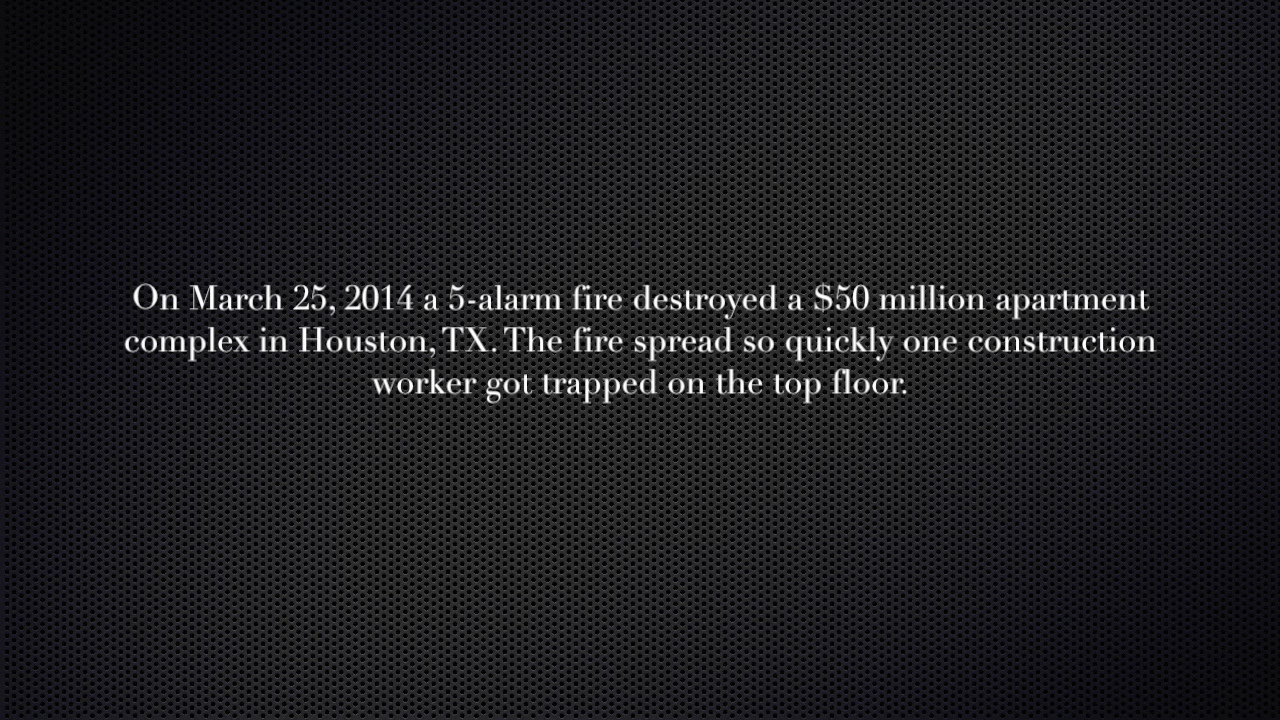 On March 25, 2014 a 5-alarm fire destroyed a $50 million apartment
complex in Houston, TX. The fire spread so quickly one construction
worker got trapped on the top floor.